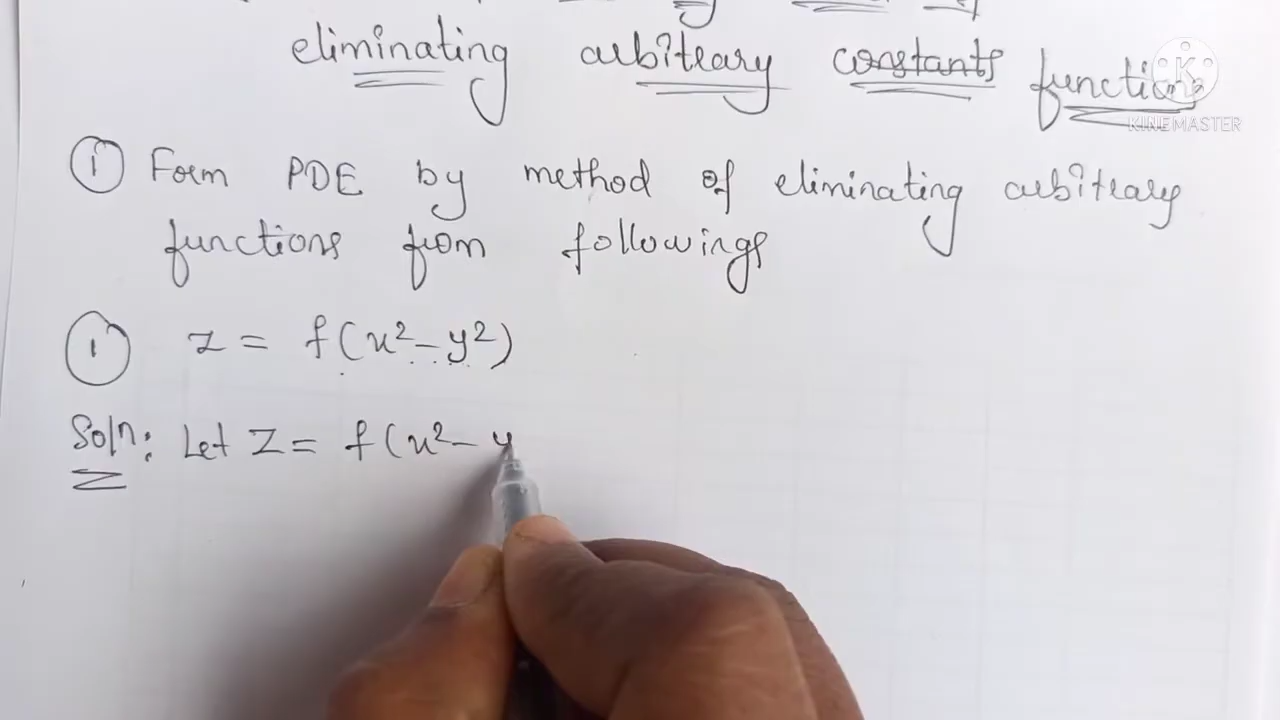 eliminating arbitrary constants functions
KINEMASTER
① Form PDE by method of eliminating arbitrary
functions from followings
① z = f(x² - y²)
Soln: Let Z = f(x² - y